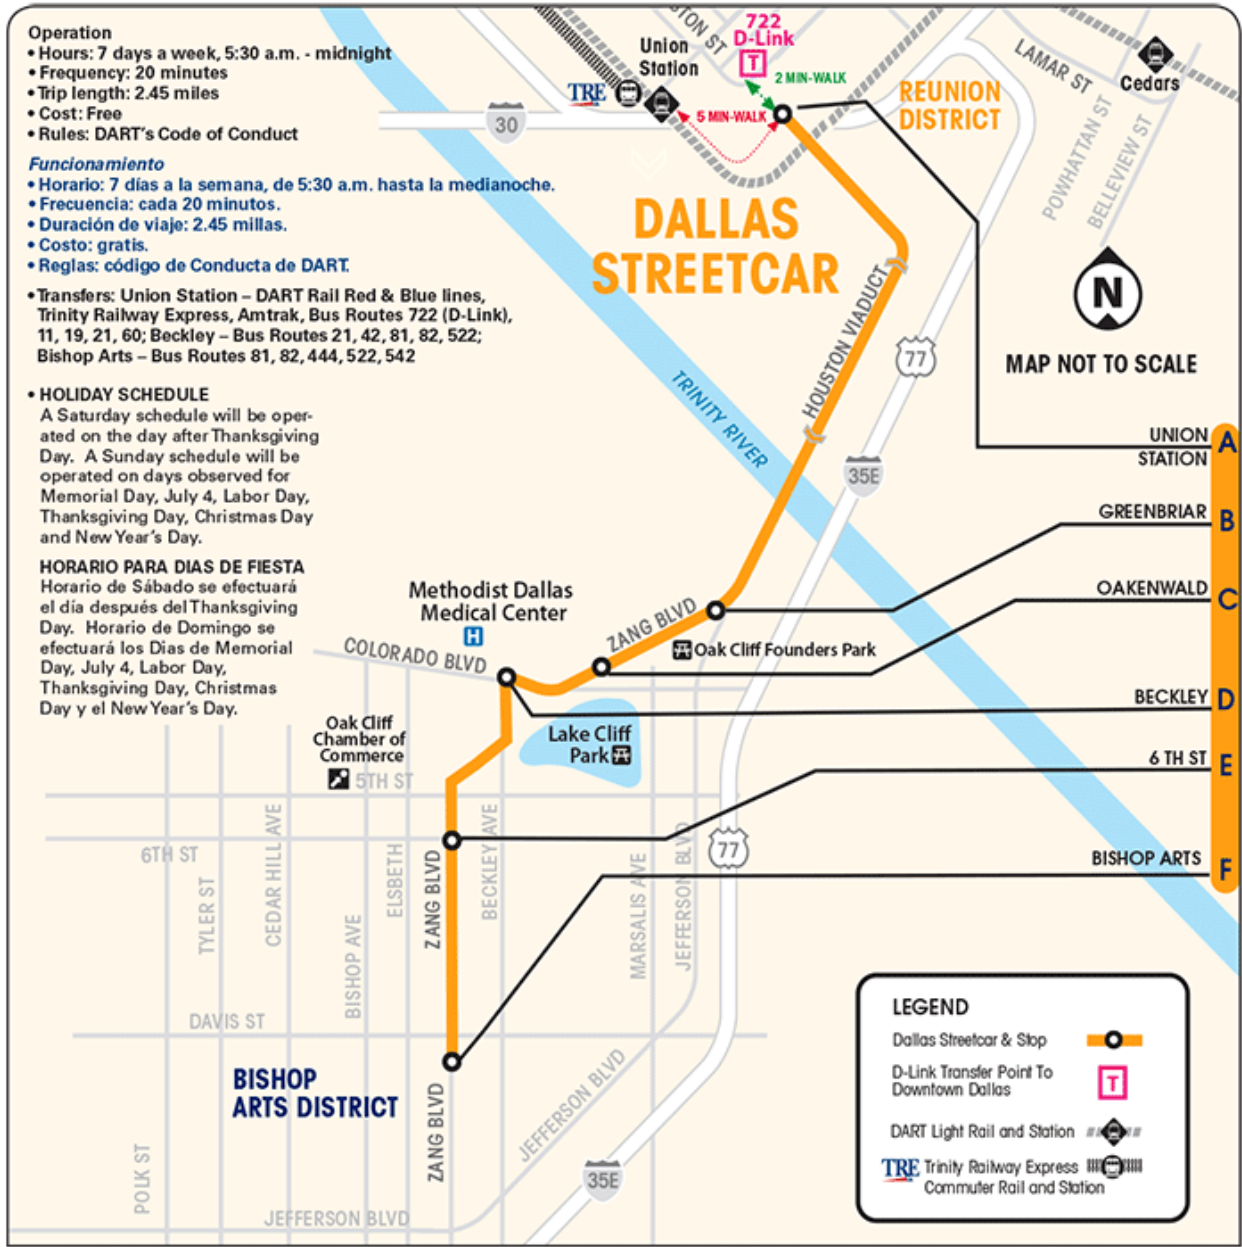 Operation
• Hours: 7 days a week, 5:30 a.m. - midnight
• Frequency: 20 minutes
• Trip length: 2.45 miles
• Cost: Free
• Rules: DART's Code of Conduct
Funcionamiento
• Horario: 7 días a la semana, de 5:30 a.m. hasta la medianoche.
• Frecuencia: cada 20 minutos.
• Duración de viaje: 2.45 millas.
• Costo: gratis.
• Reglas: código de Conducta de DART.
• Transfers: Union Station – DART Rail Red & Blue lines,
Trinity Railway Express, Amtrak, Bus Routes 722 (D-Link),
11, 19, 21, 60; Beckley – Bus Routes 21, 42, 81, 82, 522;
Bishop Arts – Bus Routes 81, 82, 444, 522, 542
• HOLIDAY SCHEDULE
A Saturday schedule will be oper-
ated on the day after Thanksgiving
Day. A Sunday schedule will be
operated on days observed for
Memorial Day, July 4, Labor Day,
Thanksgiving Day, Christmas Day
and New Year's Day.
HORARIO PARA DIAS DE FIESTA
Horario de Sábado se efectuará
el día después del Thanksgiving
Day. Horario de Domingo se
efectuará los Dias de Memorial
Day, July 4, Labor Day,
Thanksgiving Day, Christmas
Day y el New Year's Day.
TRE
Union
Station
722
D-Link
T
2 MIN-WALK
5 MIN-WALK
30
REUNION
DISTRICT
LAMAR ST
Cedars
POWHATTAN ST
BELLEVIEW ST
DALLAS
STREETCAR
HOUSTON VIADUCT
77
N
MAP NOT TO SCALE
TRINITY RIVER
35E
UNION
STATION
A
GREENBRIAR
B
OAKENWALD
C
BECKLEY
D
6 TH ST
E
BISHOP ARTS
F
Methodist Dallas
Medical Center
H
ZANG BLVD
Oak Cliff Founders Park
COLORADO BLVD
Oak Cliff
Chamber of
Commerce
Lake Cliff
Park
5TH ST
6TH ST
TYLER ST
CEDAR HILL AVE
BISHOP AVE
ELSBETH
ZANG BLVD
BECKLEY AVE
MARSALIS AVE
JEFFERSON BLVD
77
DAVIS ST
BISHOP
ARTS DISTRICT
ZANG BLVD
JEFFERSON BLVD
POLK ST
35E
JEFFERSON BLVD
LEGEND
Dallas Streetcar & Stop
D-Link Transfer Point To
Downtown Dallas
T
DART Light Rail and Station
TRE Trinity Railway Express
Commuter Rail and Station